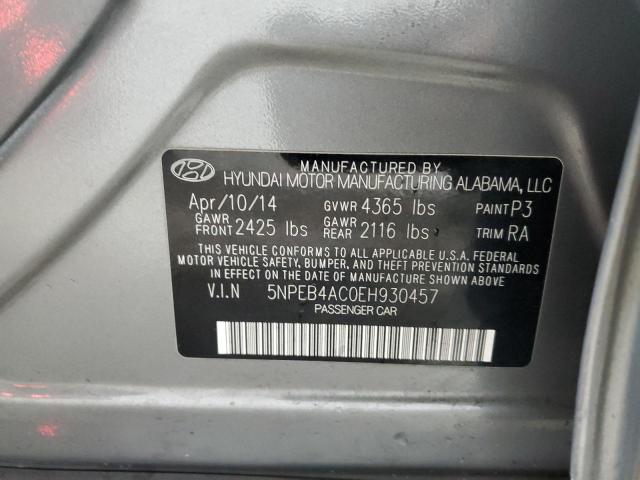 MANUFACTURED BY
HYUNDAI MOTOR MANUFACTURING ALABAMA, LLC
Apr/10/14 GVWR 4365 lbs PAINT P3
GAWR FRONT 2425 lbs GAWR REAR 2116 lbs TRIM RA
THIS VEHICLE CONFORMS TO ALL APPLICABLE U.S.A. FEDERAL
MOTOR VEHICLE SAFETY, BUMPER, AND THEFT PREVENTION STANDARDS
IN EFFECT ON THE DATE OF MANUFACTURE SHOWN ABOVE
V.I.N 5NPEB4AC0EH930457
PASSENGER CAR